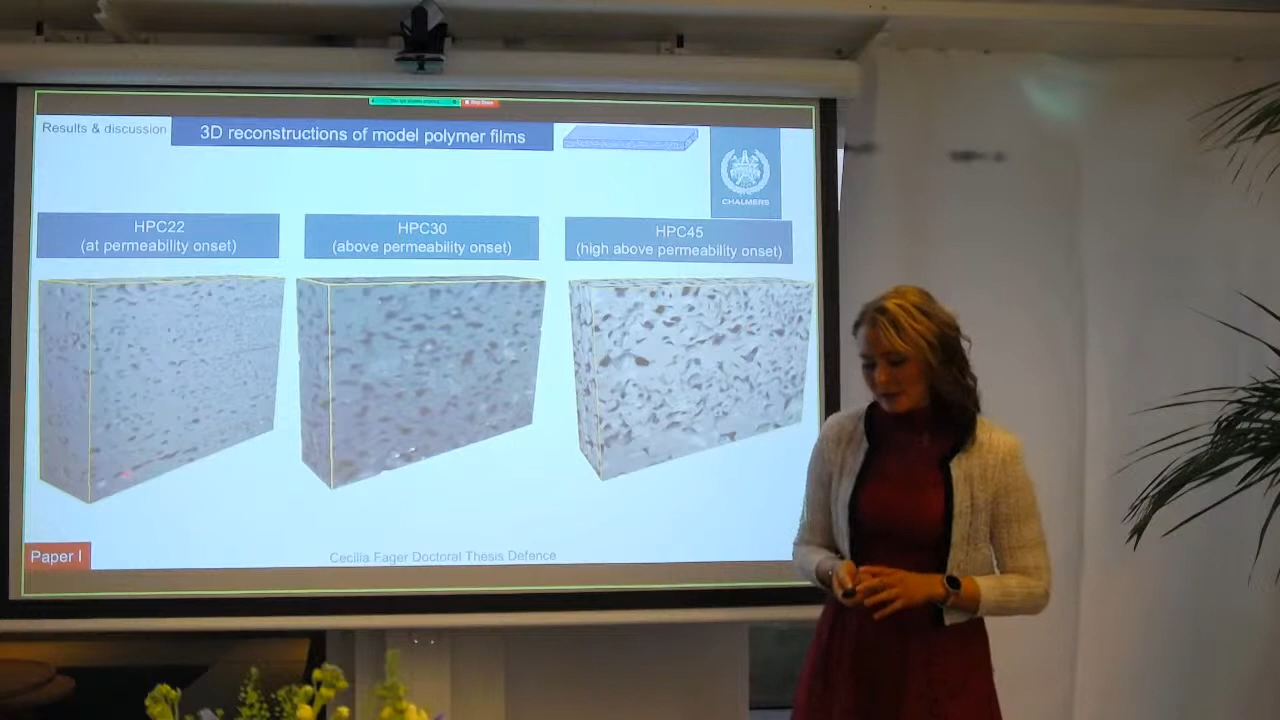 Results & discussion
3D reconstructions of model polymer films
CHALMERS
HPC22
(at permeability onset)
HPC30
(above permeability onset)
HPC45
(high above permeability onset)
Paper I
Cecilia Fager Doctoral Thesis Defence